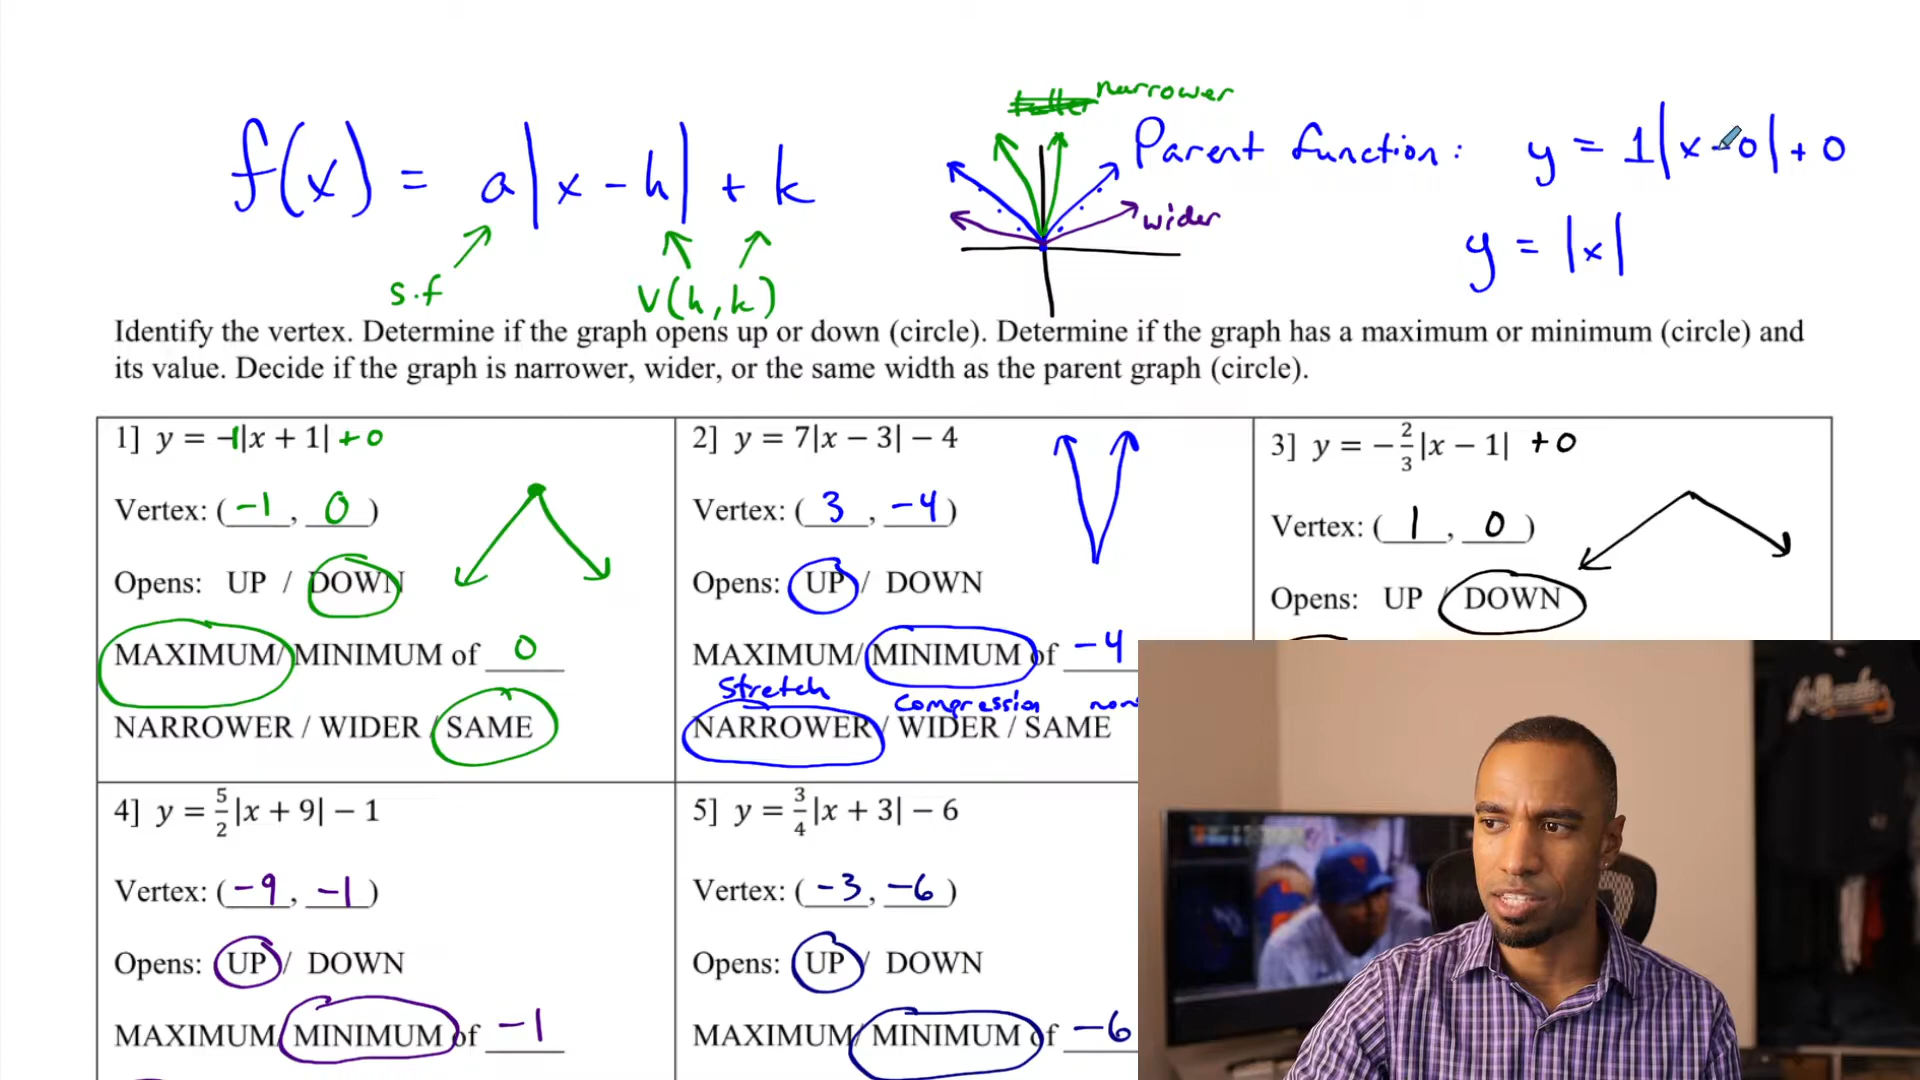 narrower
f(x) = a|x - h| + k
Parent function: y = 1|x - 0| + 0
wider
y = |x|
s.f
V(h, k)
Identify the vertex. Determine if the graph opens up or down (circle). Determine if the graph has a maximum or minimum (circle) and
its value. Decide if the graph is narrower, wider, or the same width as the parent graph (circle).
1] y = -1|x + 1| + 0
Vertex: (-1, 0)
Opens: UP / DOWN
MAXIMUM/ MINIMUM of 0
NARROWER / WIDER / SAME
2] y = 7|x − 3| − 4
Vertex: (3, -4)
Opens: UP / DOWN
MAXIMUM/ MINIMUM of -4
Stretch Compression
NARROWER / WIDER / SAME
3] y = −2/3|x − 1| + 0
Vertex: (1, 0)
Opens: UP / DOWN
4] y = 5/2|x + 9| − 1
Vertex: (-9, -1)
Opens: UP / DOWN
MAXIMUM/ MINIMUM of -1
5] y = 3/4|x + 3| − 6
Vertex: (-3, -6)
Opens: UP / DOWN
MAXIMUM/ MINIMUM of -6